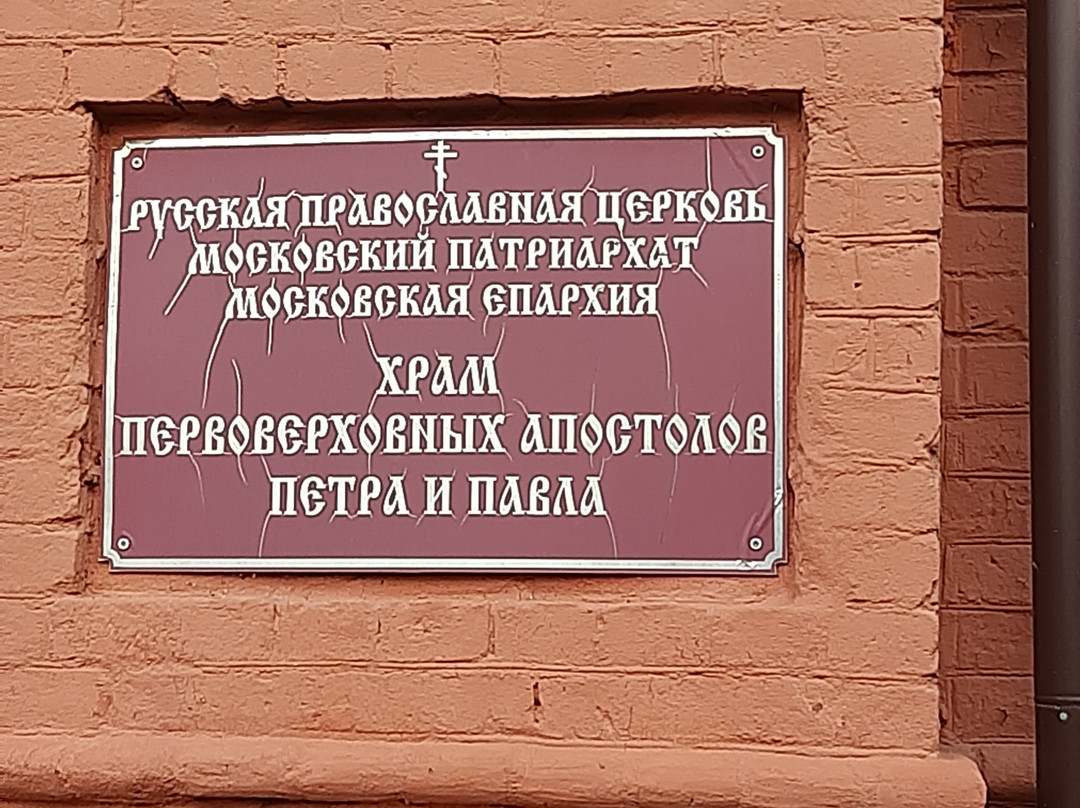 РУССКАЯ ПРАВОСЛАВНАЯ ЦЕРКОВЬ
МОСКОВСКИЙ ПАТРИАРХАТ
МОСКОВСКАЯ ЕПАРХИЯ
ХРАМ
ПЕРВОВЕРХОВНЫХ АПОСТОЛОВ
ПЕТРА И ПАВЛА